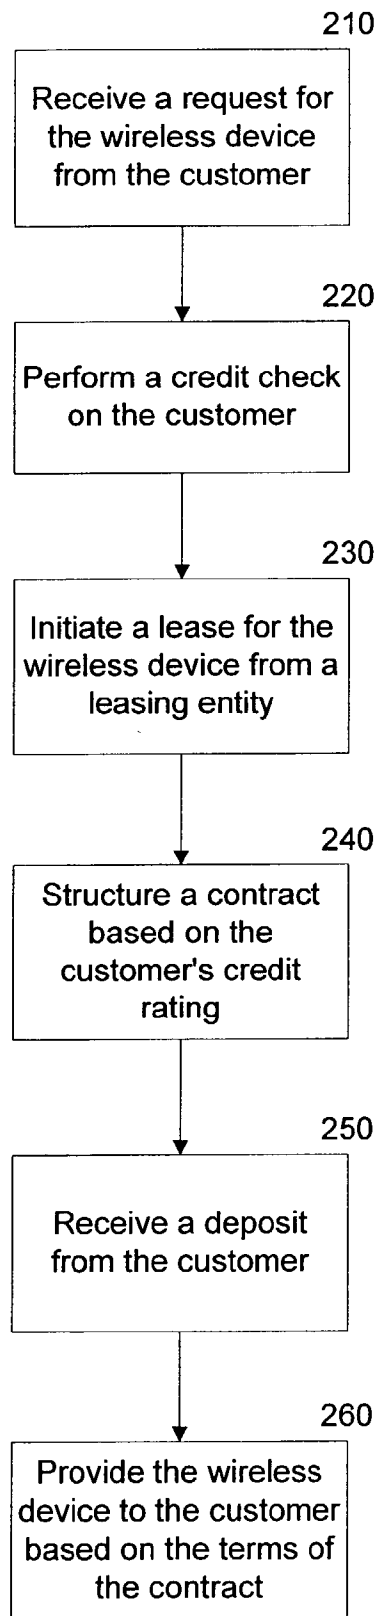 210
Receive a request for
the wireless device
from the customer
220
Perform a credit check
on the customer
230
Initiate a lease for the
wireless device from a
leasing entity
240
Structure a contract
based on the
customer's credit
rating
250
Receive a deposit
from the customer
260
Provide the wireless
device to the customer
based on the terms of
the contract